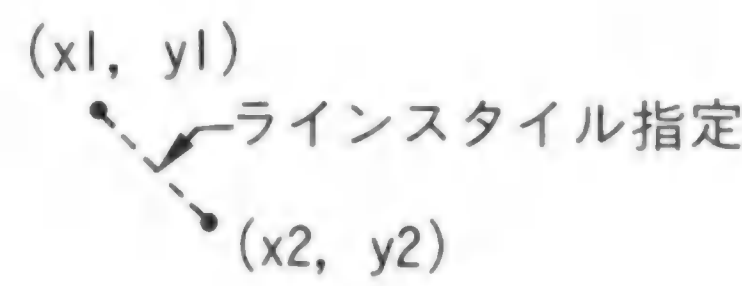 (x1, y1)
ラインスタイル指定
(x2, y2)